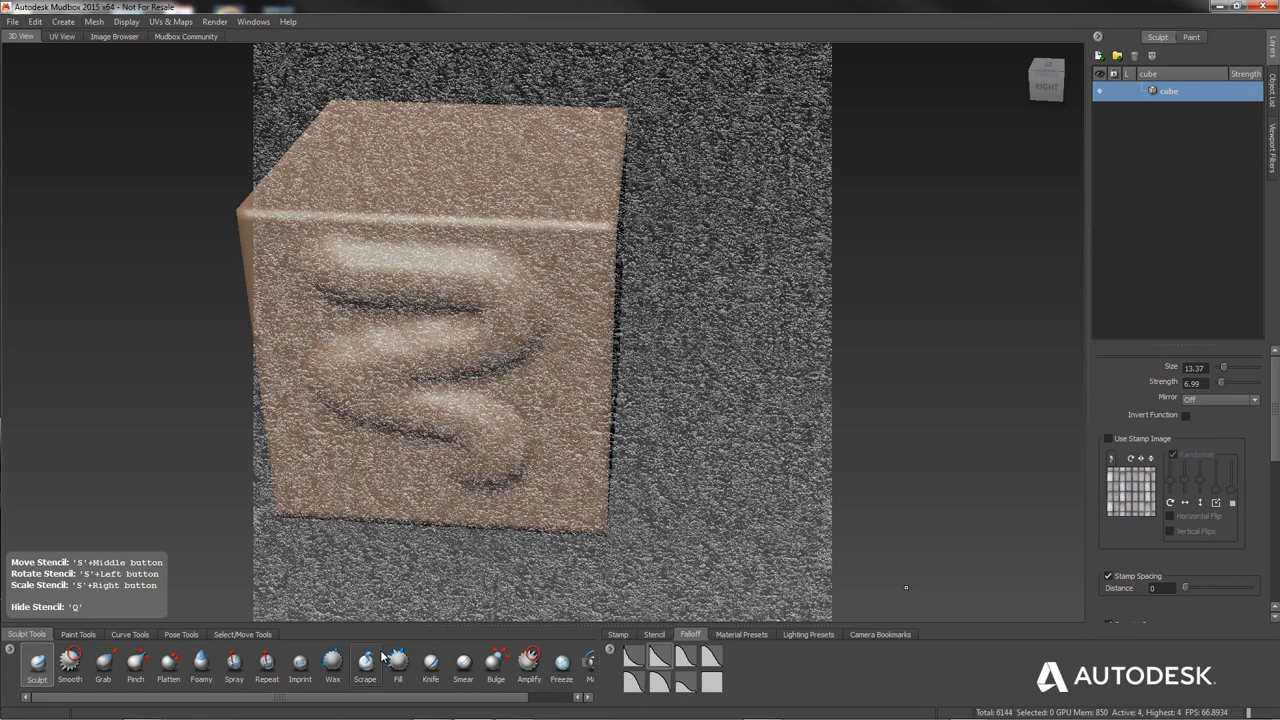 Autodesk Mudbox 2015 x64 - Not For Resale
File Edit Create Mesh Display UVs & Maps Render Windows Help
3D View UV View Image Browser Mudbox Community
Sculpt Paint
L cube Strength
cube
Layers
Object List
Viewport Filters
RIGHT
Size 13.37
Strength 6.99
Mirror Off
Invert Function
Use Stamp Image
Randomize
Horizontal Flip
Vertical Flips
Stamp Spacing
Distance 0
Move Stencil: 'S'+Middle button
Rotate Stencil: 'S'+Left button
Scale Stencil: 'S'+Right button
Hide Stencil: 'Q'
Sculpt Tools Paint Tools Curve Tools Pose Tools Select/Move Tools
Stamp Stencil Falloff Material Presets Lighting Presets Camera Bookmarks
Sculpt Smooth Grab Pinch Flatten Foamy Spray Repeat Imprint Wax Scrape Fill Knife Smear Bulge Amplify Freeze
AUTODESK.
Total: 6144 Selected: 0 GPU Mem: 850 Active: 4, Highest: 4 FPS: 66.8934